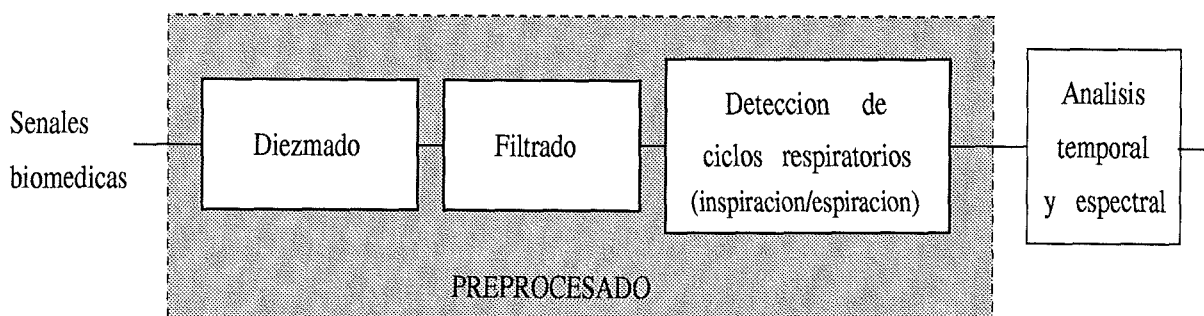 Senales
biomedicas
Diezmado
Filtrado
Deteccion de
ciclos respiratorios
(inspiracion/espiracion)
PREPROCESADO
Analisis
temporal
y espectral